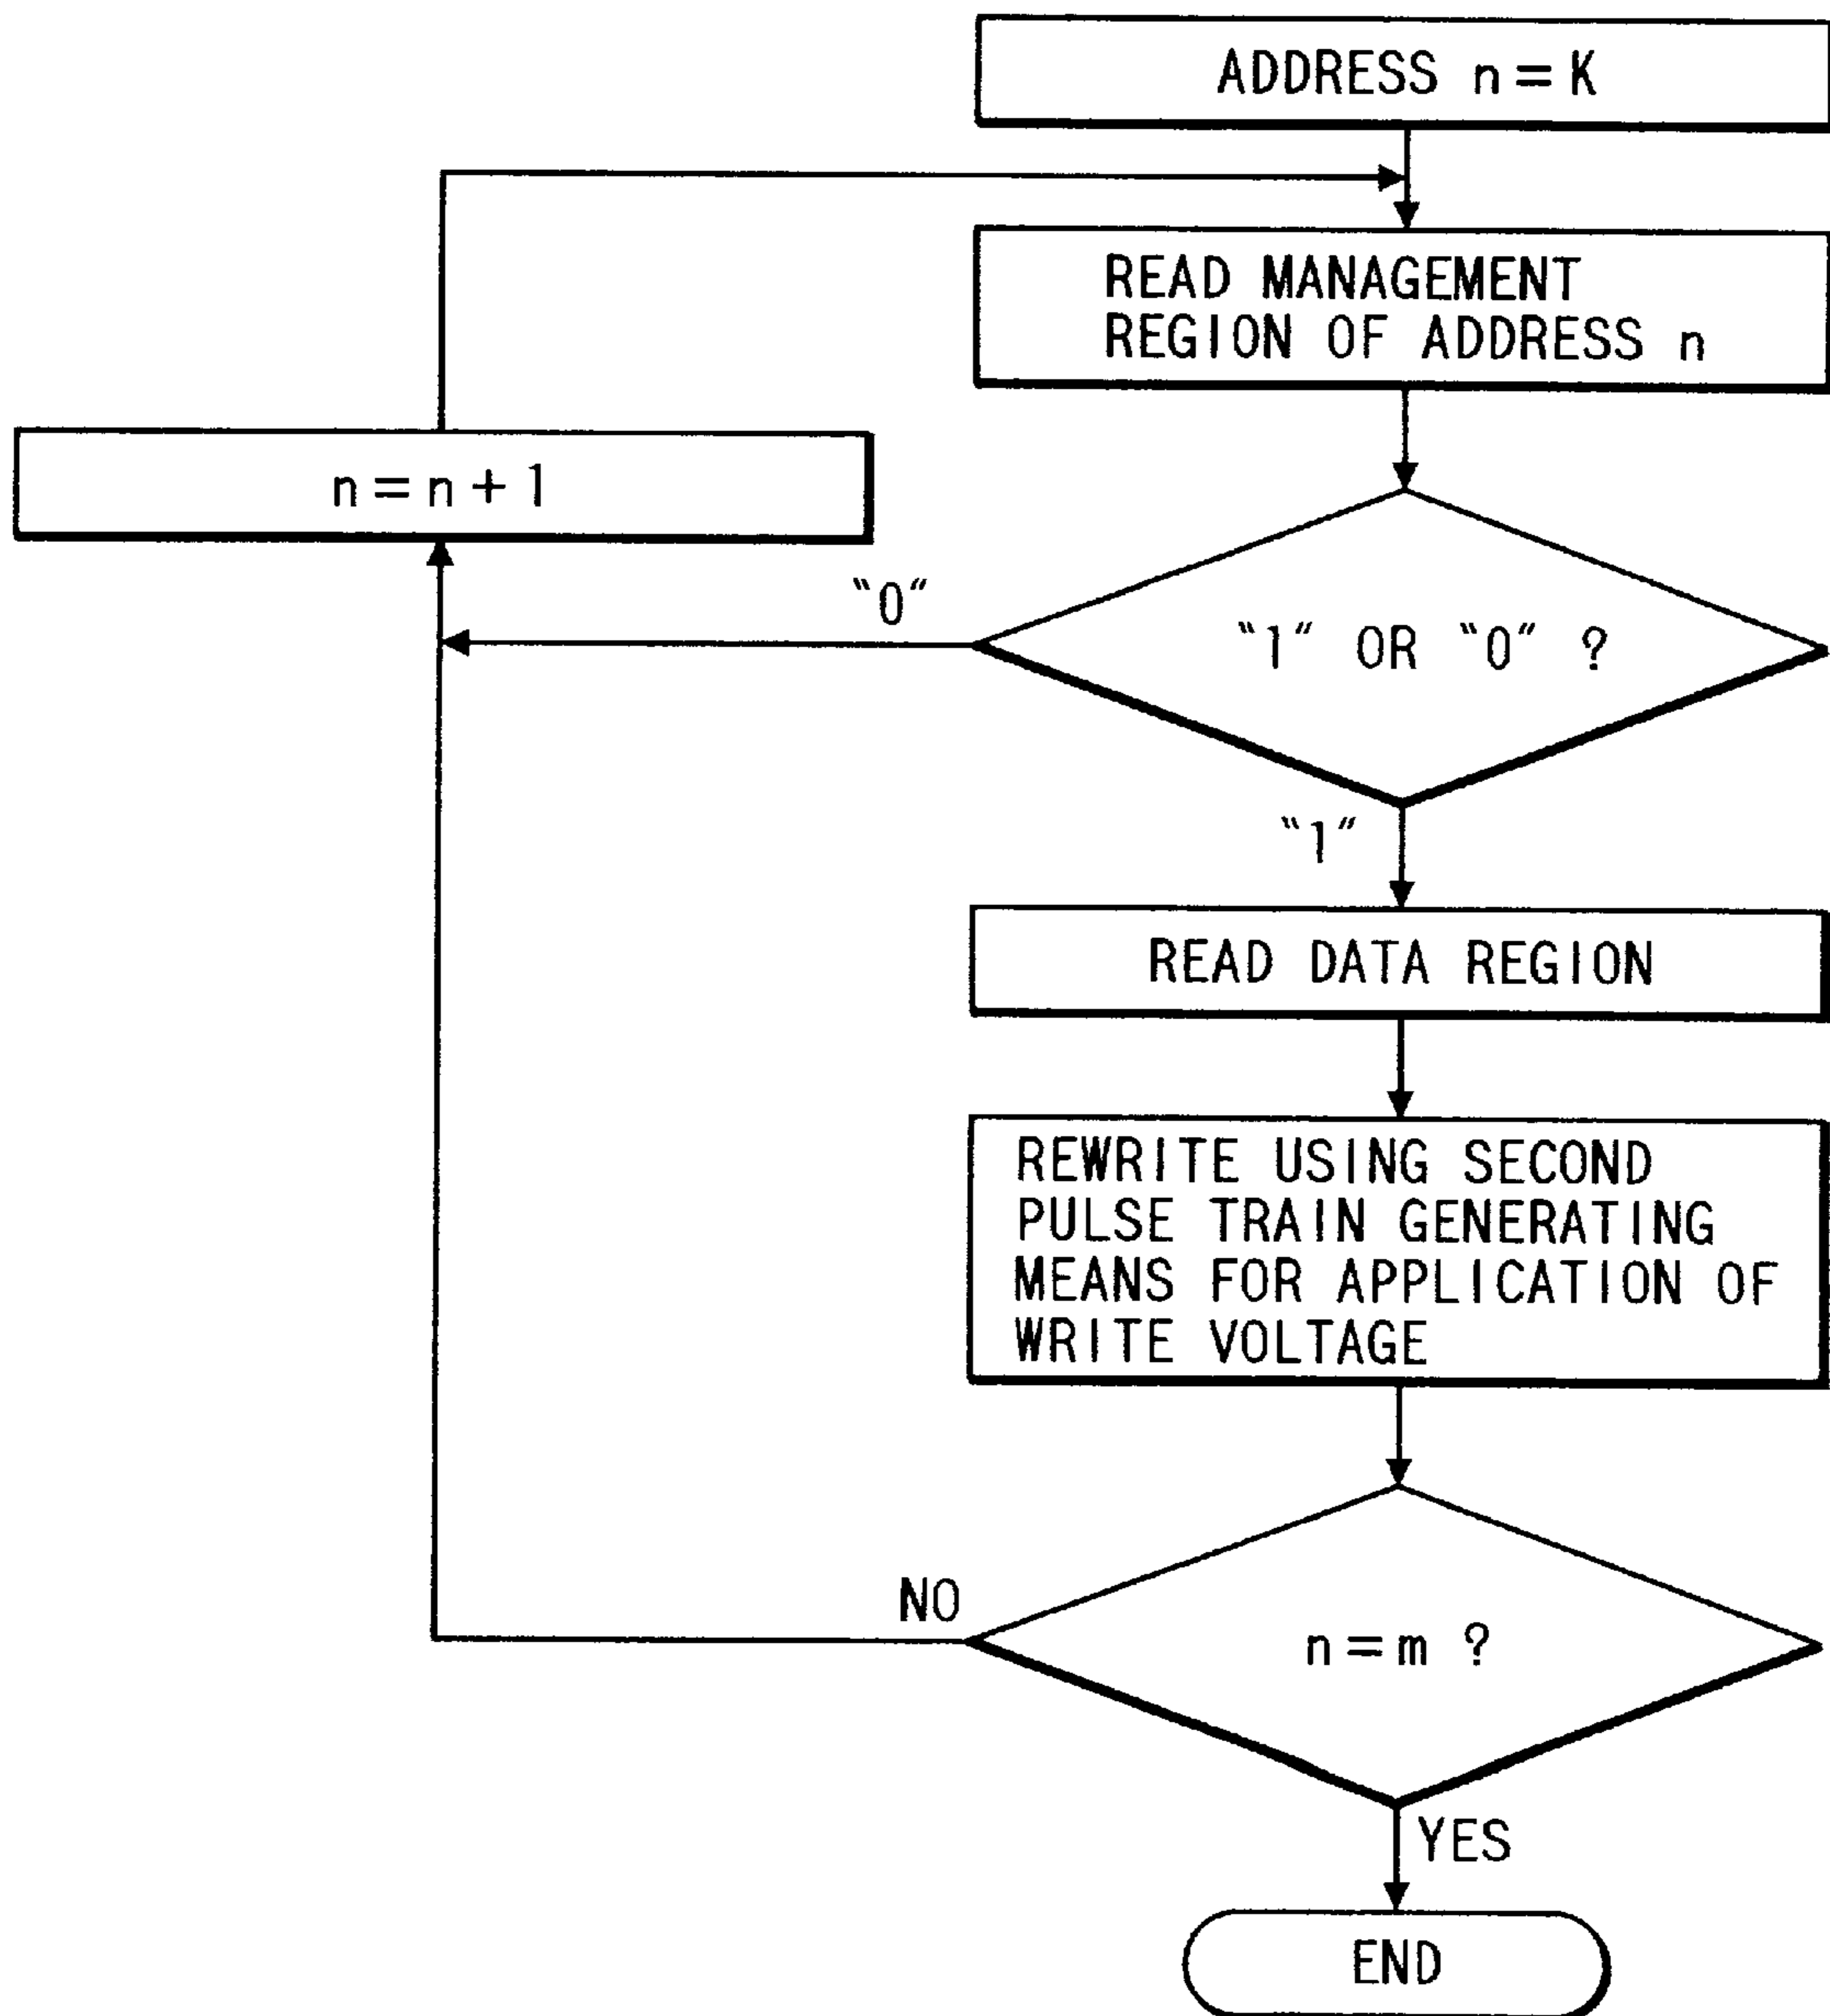 ADDRESS n=K
READ MANAGEMENT
REGION OF ADDRESS n
n=n+1
"0"
"1" OR "0" ?
"1"
READ DATA REGION
REWRITE USING SECOND
PULSE TRAIN GENERATING
MEANS FOR APPLICATION OF
WRITE VOLTAGE
NO
n=m ?
YES
END